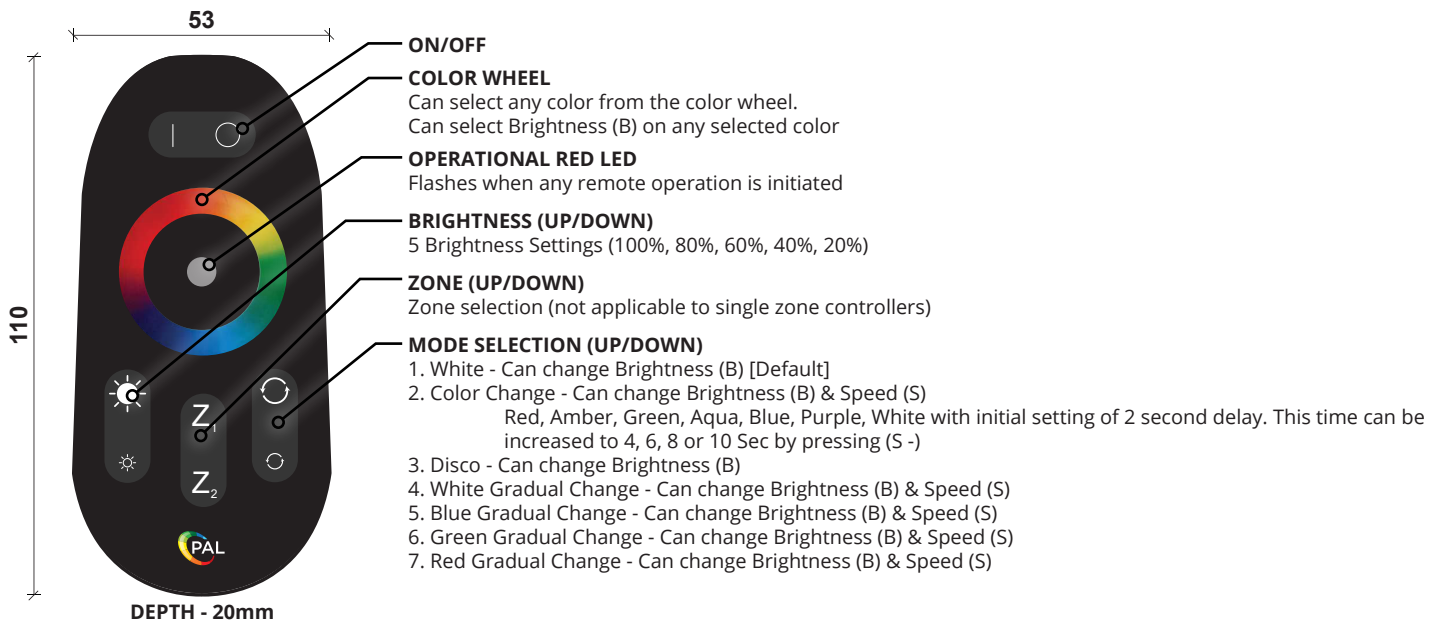 53
ON/OFF
COLOR WHEEL
Can select any color from the color wheel.
Can select Brightness (B) on any selected color
OPERATIONAL RED LED
Flashes when any remote operation is initiated
BRIGHTNESS (UP/DOWN)
5 Brightness Settings (100%, 80%, 60%, 40%, 20%)
ZONE (UP/DOWN)
Zone selection (not applicable to single zone controllers)
110
MODE SELECTION (UP/DOWN)
1. White - Can change Brightness (B) [Default]
2. Color Change - Can change Brightness (B) & Speed (S)
Red, Amber, Green, Aqua, Blue, Purple, White with initial setting of 2 second delay. This time can be
increased to 4, 6, 8 or 10 Sec by pressing (S -)
3. Disco - Can change Brightness (B)
4. White Gradual Change - Can change Brightness (B) & Speed (S)
5. Blue Gradual Change - Can change Brightness (B) & Speed (S)
6. Green Gradual Change - Can change Brightness (B) & Speed (S)
7. Red Gradual Change - Can change Brightness (B) & Speed (S)
Z1
Z2
PAL
DEPTH - 20mm